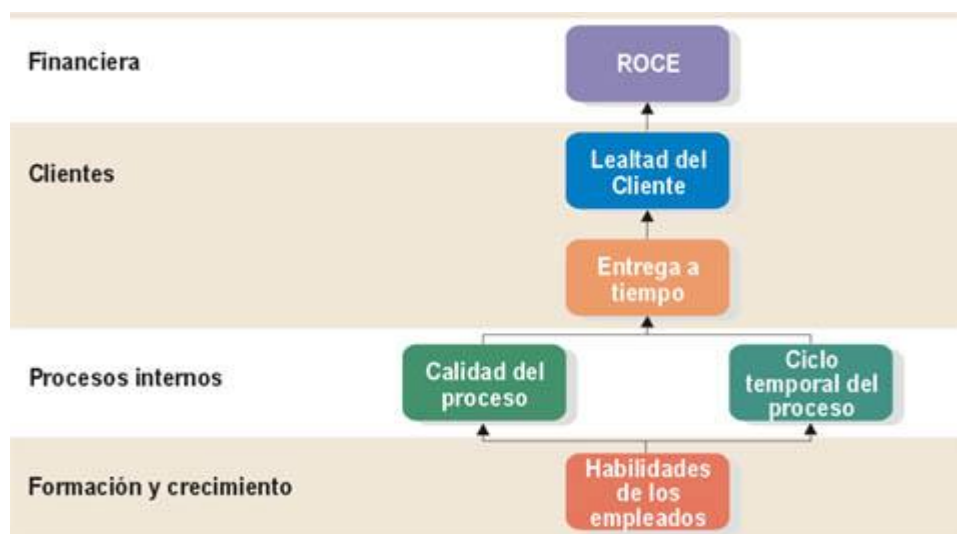 Financiera
ROCE
Clientes
Lealtad del
Cliente
Entrega a
tiempo
Procesos internos
Calidad del
proceso
Ciclo
temporal del
proceso
Formación y crecimiento
Habilidades
de los
empleados